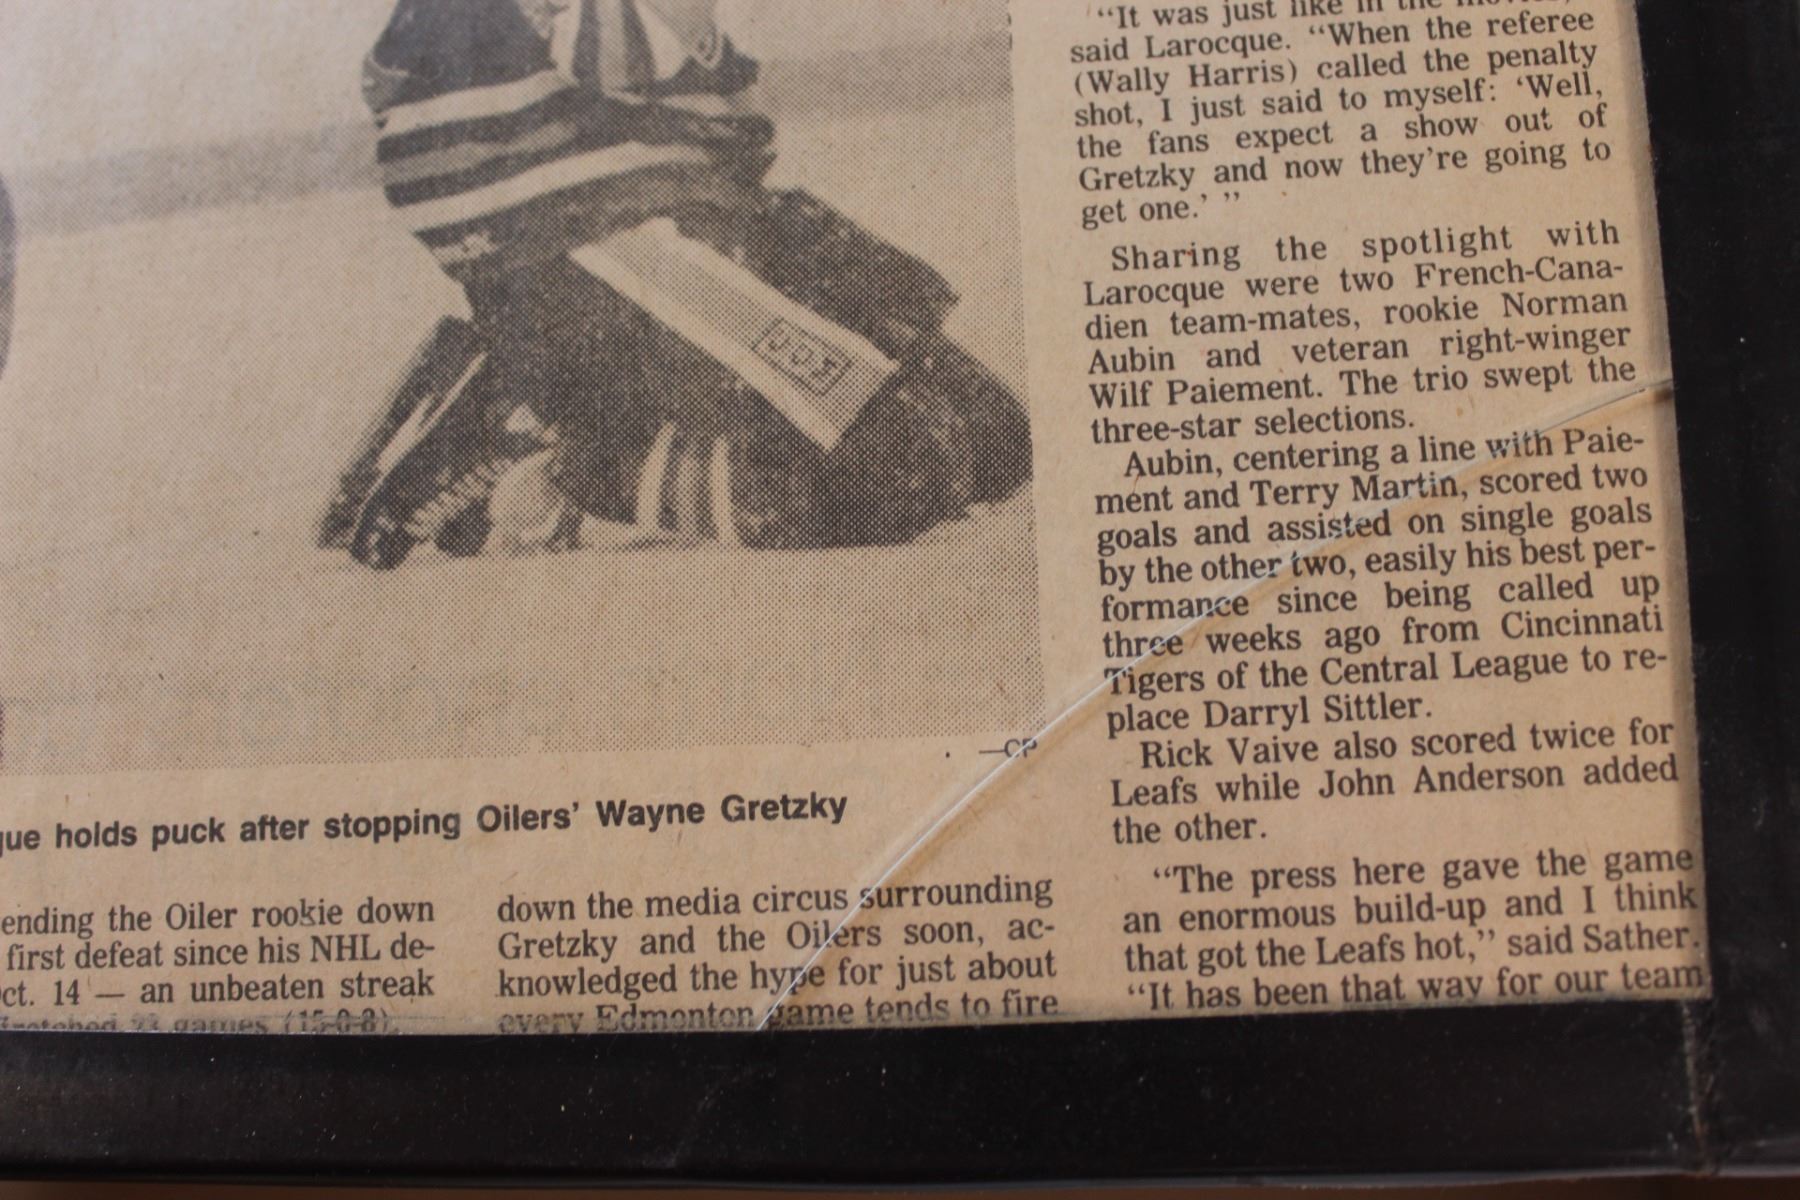 CCM
—CP
gue holds puck after stopping Oilers' Wayne Gretzky
ending the Oiler rookie down
first defeat since his NHL de-
ct. 14 — an unbeaten streak
games (15-0-8).
down the media circus surrounding
Gretzky and the Oilers soon, ac-
knowledged the hype for just about
every Edmonton game tends to fire
"It was just like in the movies,"
said Larocque. "When the referee
(Wally Harris) called the penalty
shot, I just said to myself: 'Well,
the fans expect a show out of
Gretzky and now they're going to
get one.' "
Sharing the spotlight with
Larocque were two French-Cana-
dien team-mates, rookie Norman
Aubin and veteran right-winger
Wilf Paiement. The trio swept the
three-star selections.
Aubin, centering a line with Paie-
ment and Terry Martin, scored two
goals and assisted on single goals
by the other two, easily his best per-
formance since being called up
three weeks ago from Cincinnati
Tigers of the Central League to re-
place Darryl Sittler.
Rick Vaive also scored twice for
Leafs while John Anderson added
the other.
"The press here gave the game
an enormous build-up and I think
that got the Leafs hot," said Sather.
"It has been that way for our team